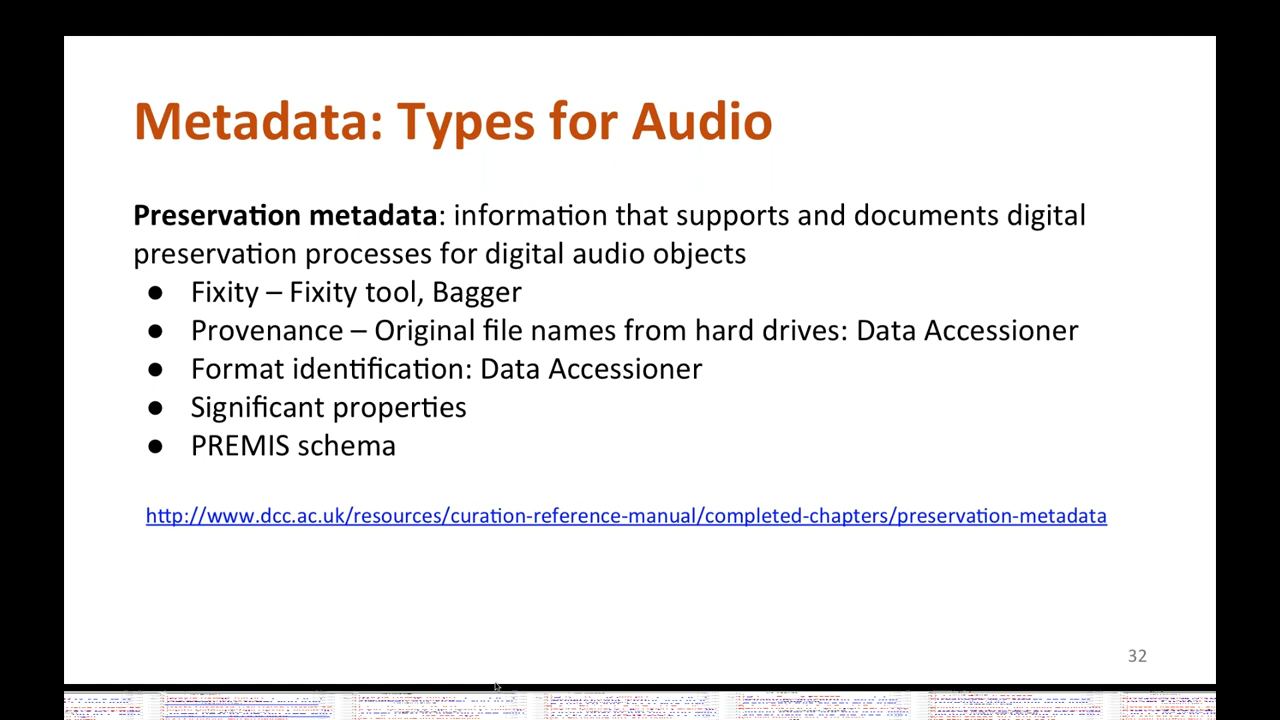 Metadata: Types for Audio
Preservation metadata: information that supports and documents digital
preservation processes for digital audio objects
● Fixity – Fixity tool, Bagger
● Provenance – Original file names from hard drives: Data Accessioner
● Format identification: Data Accessioner
● Significant properties
● PREMIS schema
http://www.dcc.ac.uk/resources/curation-reference-manual/completed-chapters/preservation-metadata
32